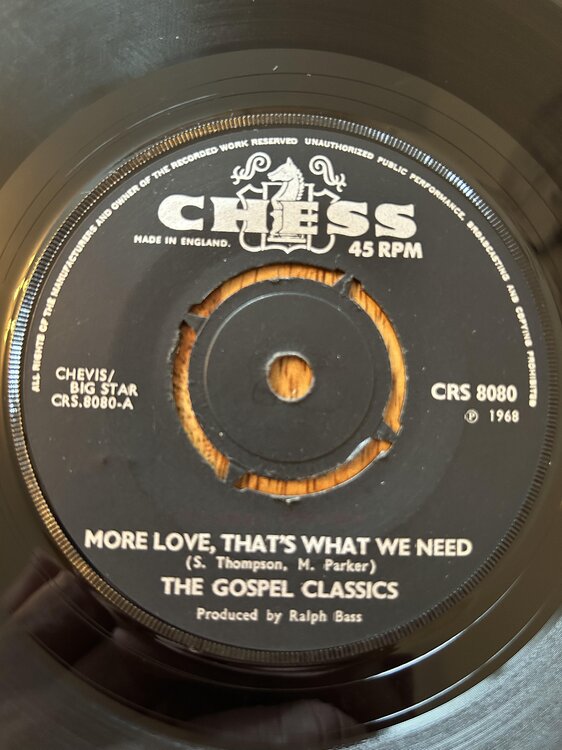 ALL RIGHTS OF THE MANUFACTURERS AND OWNER OF THE RECORDED WORK RESERVED UNAUTHORIZED PUBLIC PERFORMANCE, BROADCASTING AND COPYING PROHIBITED
CHESS
MADE IN ENGLAND.
45 RPM
CHEVIS/
BIG STAR
CRS.8080-A
CRS 8080
℗ 1968
MORE LOVE, THAT'S WHAT WE NEED
(S. Thompson, M. Parker)
THE GOSPEL CLASSICS
Produced by Ralph Bass